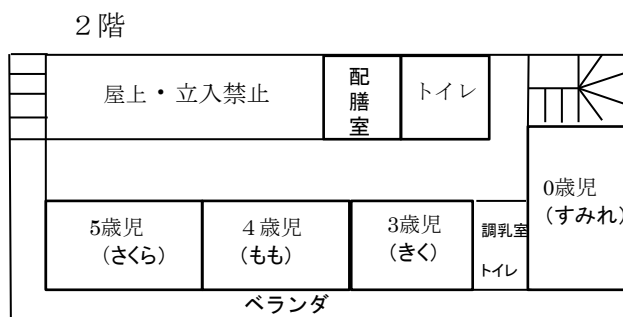 ２階
屋上・立入禁止
配膳室
トイレ
5歳児
(さくら)
４歳児
(もも)
3歳児
(きく)
調乳室
トイレ
0歳児
(すみれ)
ベランダ